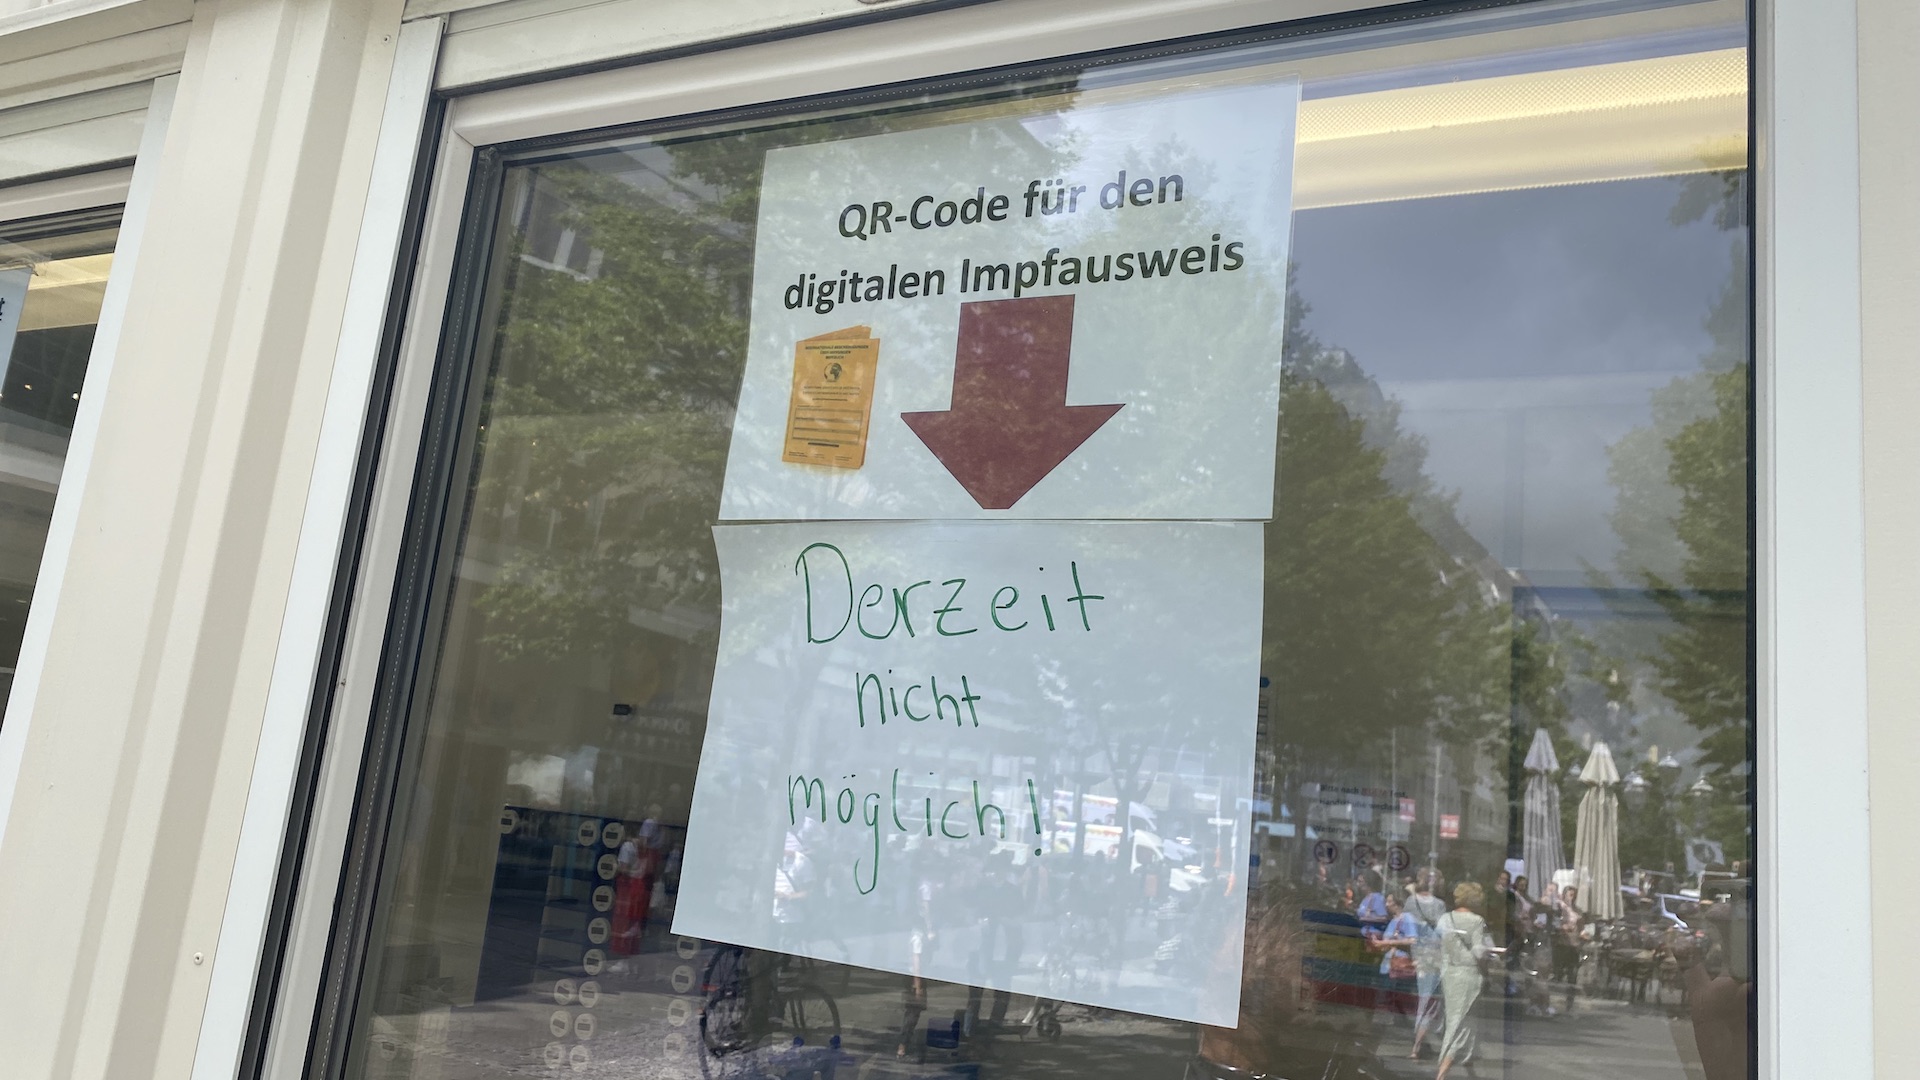 QR-Code für den
digitalen Impfausweis
Derzeit
nicht
möglich!